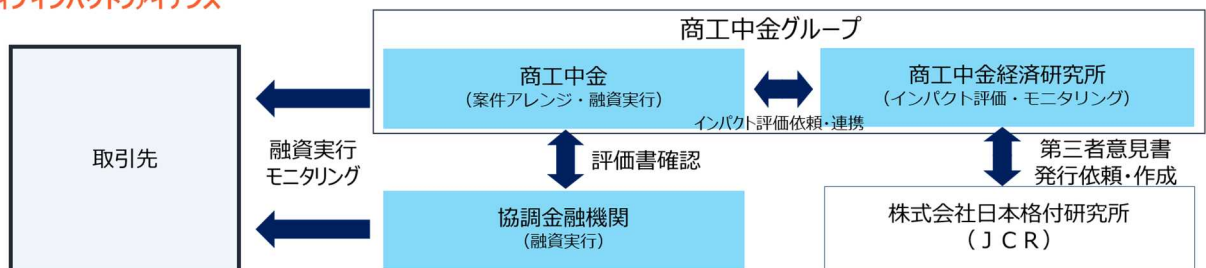 商工中金グループ
商工中金
（案件アレンジ・融資実行）
商工中金経済研究所
（インパクト評価・モニタリング）
インパクト評価依頼・連携
取引先
融資実行
モニタリング
評価書確認
第三者意見書
発行依頼・作成
協調金融機関
（融資実行）
株式会社日本格付研究所
（ＪＣＲ）